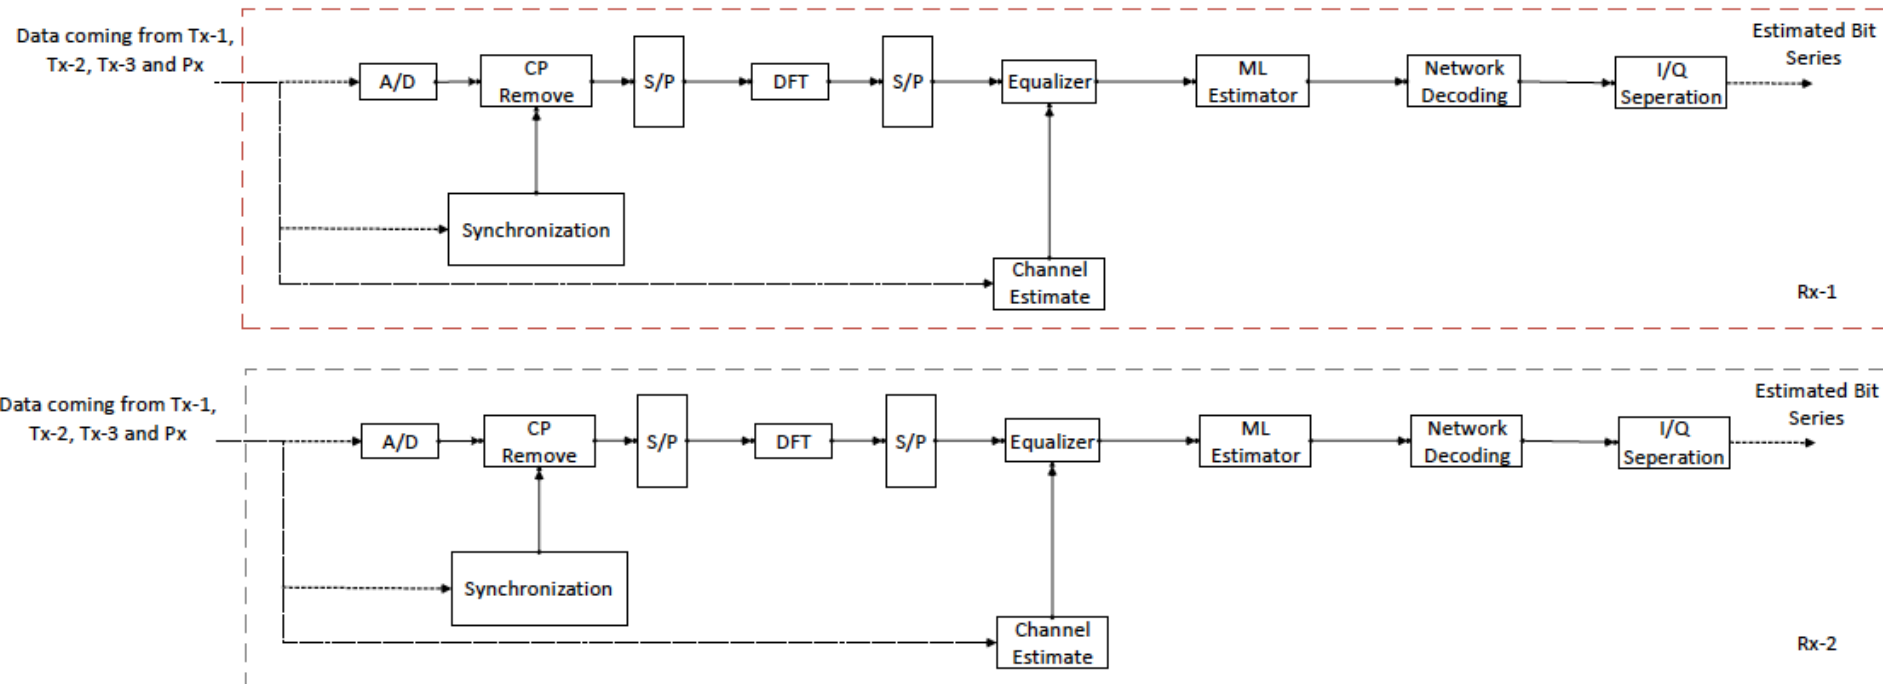 Data coming from Tx-1,
Tx-2, Tx-3 and Px
A/D
CP
Remove
S/P
DFT
S/P
Equalizer
ML
Estimator
Network
Decoding
I/Q
Seperation
Estimated Bit
Series
Synchronization
Channel
Estimate
Rx-1
Data coming from Tx-1,
Tx-2, Tx-3 and Px
A/D
CP
Remove
S/P
DFT
S/P
Equalizer
ML
Estimator
Network
Decoding
I/Q
Seperation
Estimated Bit
Series
Synchronization
Channel
Estimate
Rx-2